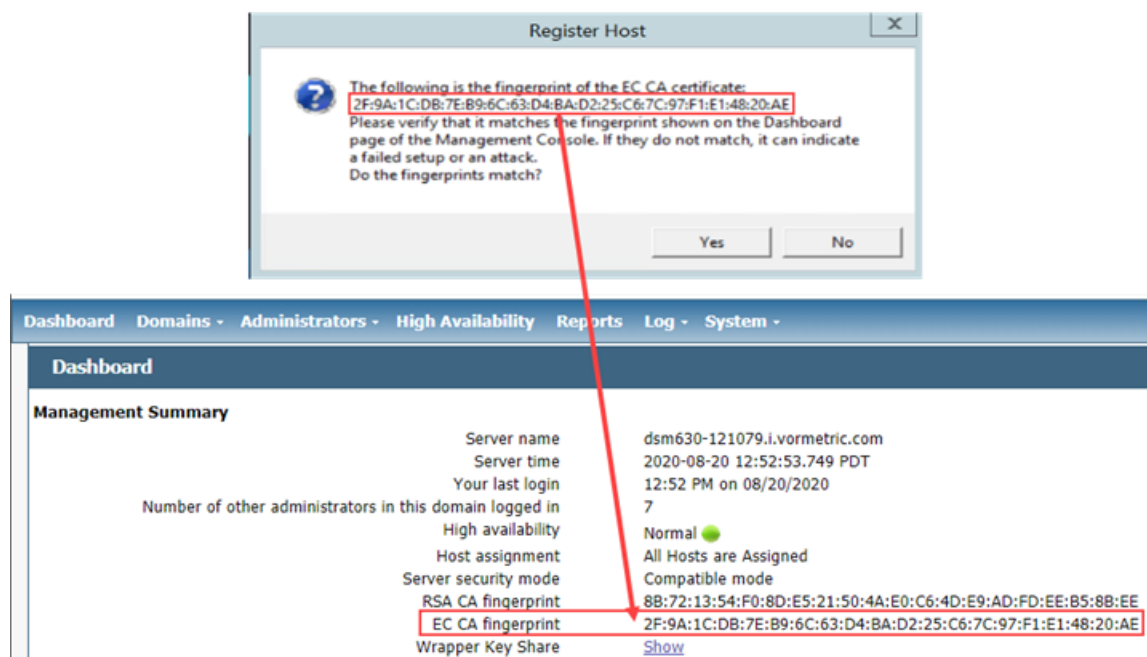 Register Host
X
The following is the fingerprint of the EC CA certificate:
2F:9A:1C:DB:7E:B9:6C:63:D4:BA:D2:25:C6:7C:97:F1:E1:48:20:AE
Please verify that it matches the fingerprint shown on the Dashboard
page of the Management Console. If they do not match, it can indicate
a failed setup or an attack.
Do the fingerprints match?
Yes No
Dashboard Domains Administrators High Availability Reports Log System
Dashboard
Management Summary
Server name dsm630-121079.i.vormetric.com
Server time 2020-08-20 12:52:53.749 PDT
Your last login 12:52 PM on 08/20/2020
Number of other administrators in this domain logged in 7
High availability Normal
Host assignment All Hosts are Assigned
Server security mode Compatible mode
RSA CA fingerprint 8B:72:13:54:F0:8D:E5:21:50:4A:E0:C6:4D:E9:AD:FD:EE:B5:8B:EE
EC CA fingerprint 2F:9A:1C:DB:7E:B9:6C:63:D4:BA:D2:25:C6:7C:97:F1:E1:48:20:AE
Wrapper Key Share Show